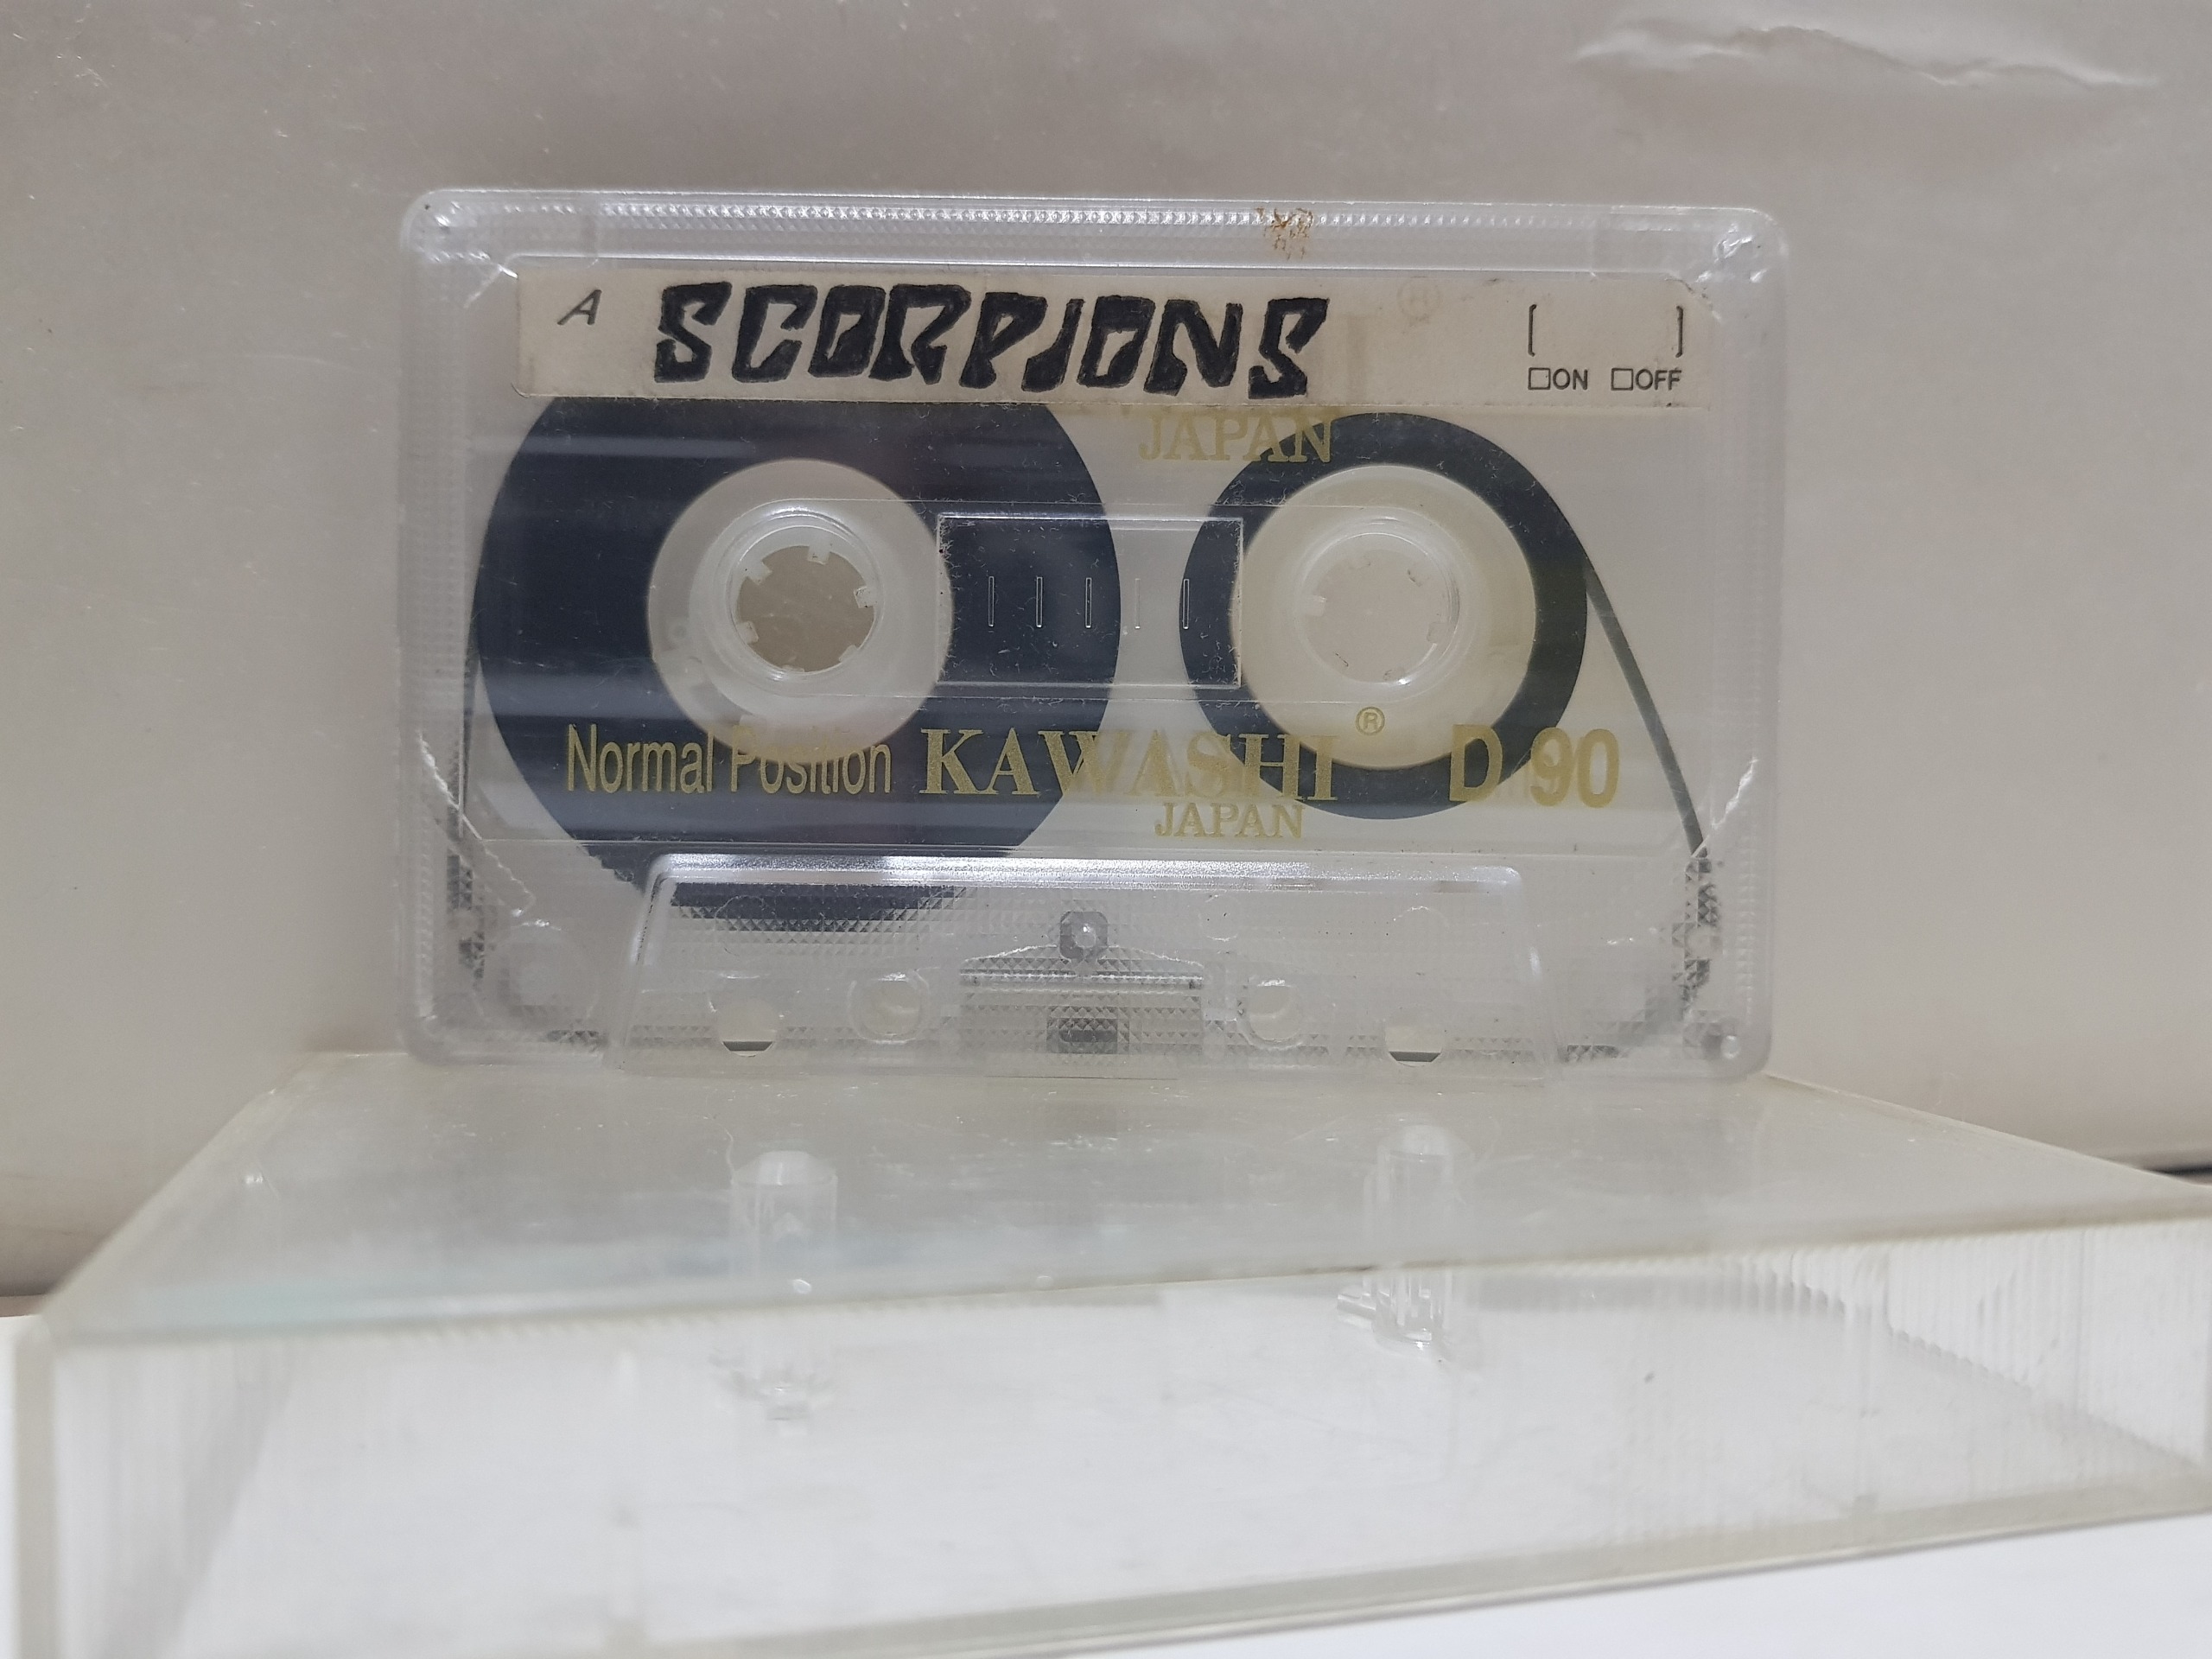 A SCORPIONS [ ]
□ON □OFF
JAPAN
Normal Position KAWASHI ® D 90
JAPAN